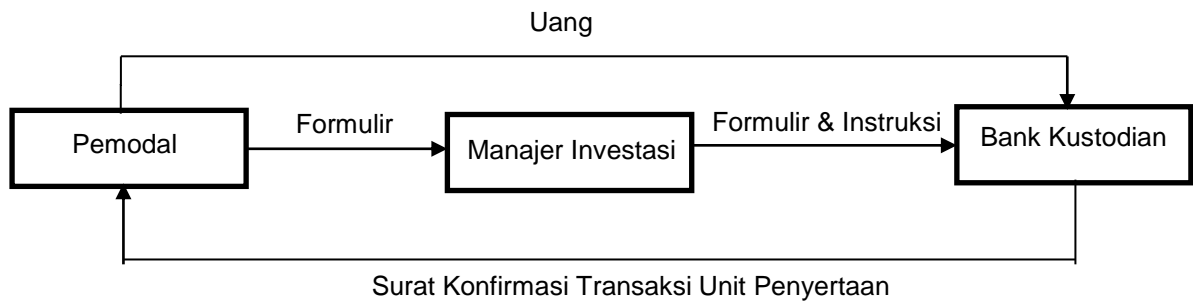 Uang
Pemodal
Formulir
Manajer Investasi
Formulir & Instruksi
Bank Kustodian
Surat Konfirmasi Transaksi Unit Penyertaan